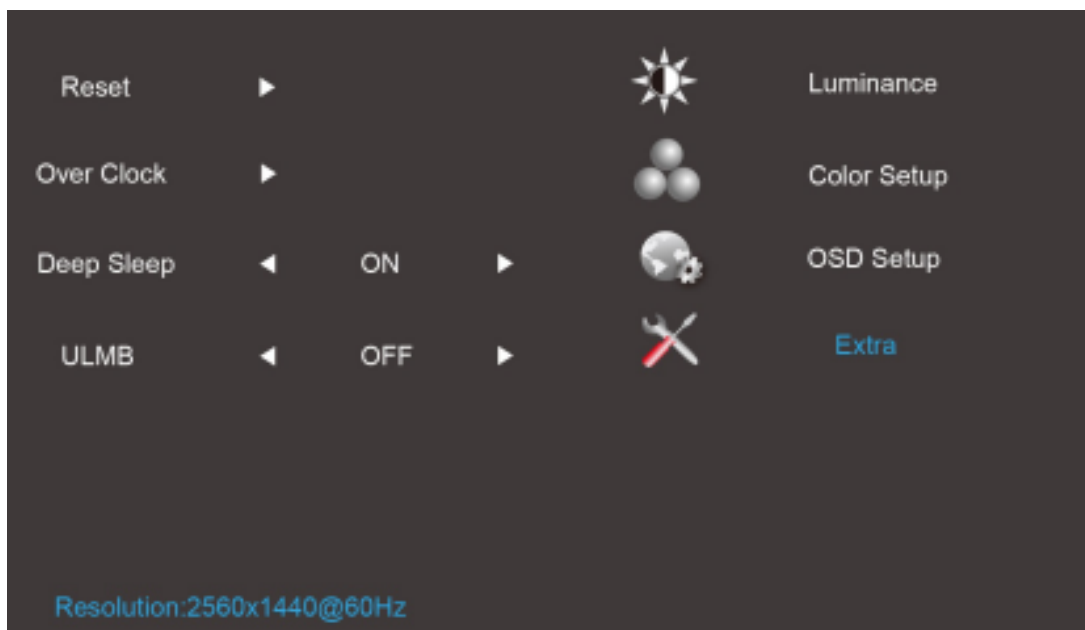 Reset
Luminance
Over Clock
Color Setup
Deep Sleep ON
OSD Setup
ULMB OFF
Extra
Resolution:2560x1440@60Hz